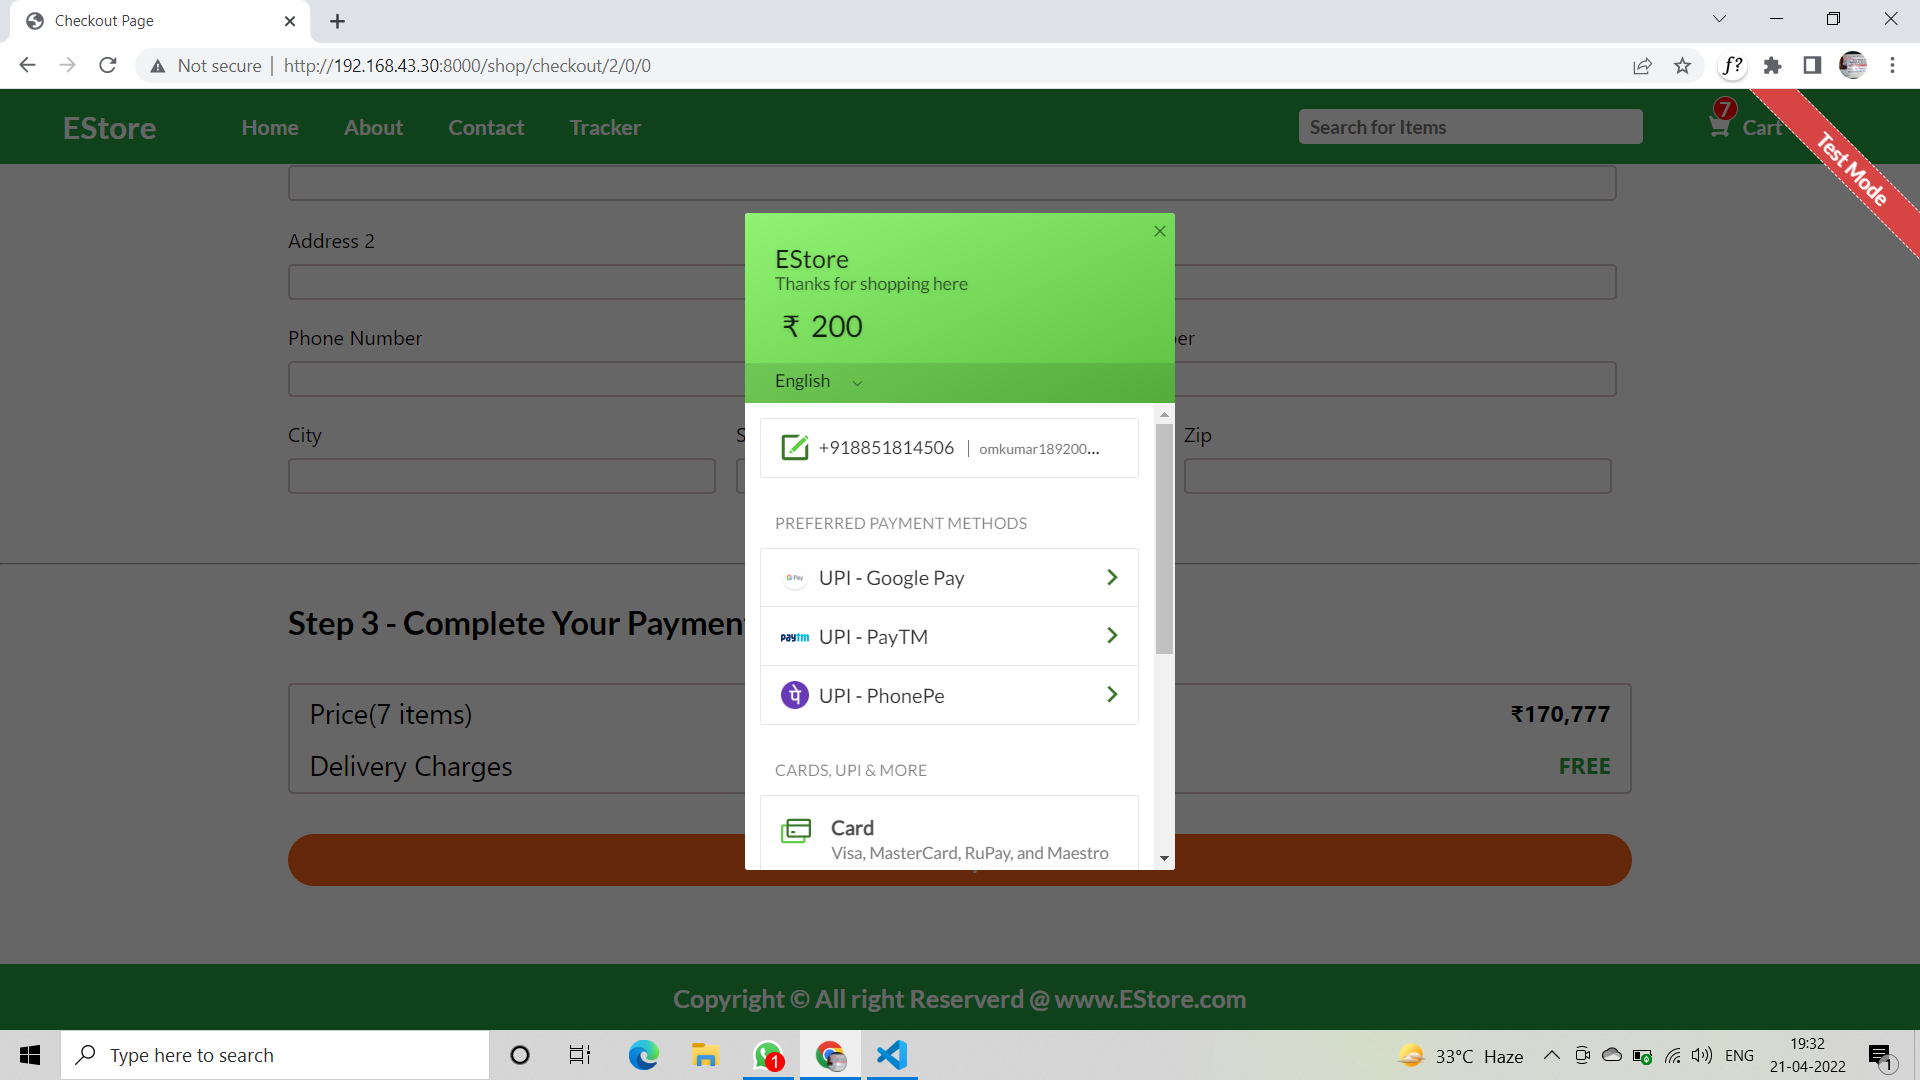 Checkout Page
Not secure
http://192.168.43.30:8000/shop/checkout/2/0/0
f?
EStore
Home
About
Contact
Tracker
Search for Items
7
Cart
Test Mode
Address 2
Phone Number
City
Zip
EStore
Thanks for shopping here
₹ 200
English
+918851814506 | omkumar189200...
PREFERRED PAYMENT METHODS
G Pay
UPI - Google Pay
paytm
UPI - PayTM
पे
UPI - PhonePe
CARDS, UPI & MORE
Card
Visa, MasterCard, RuPay, and Maestro
Step 3 - Complete Your Paymen
Price(7 items)
₹170,777
Delivery Charges
FREE
Copyright © All right Reserverd @ www.EStore.com
Type here to search
1
33°C Haze
ENG
19:32
21-04-2022
1